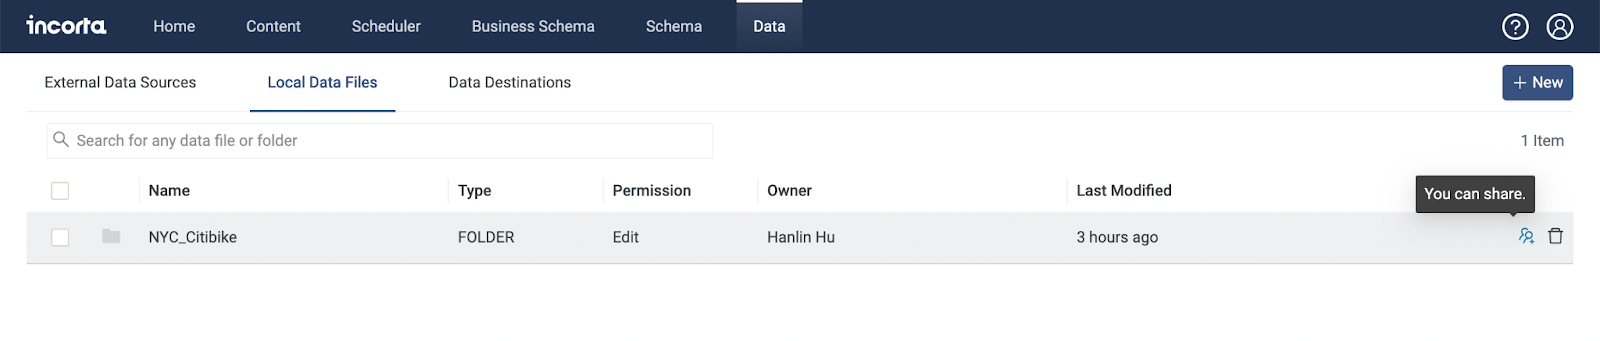 incorta Home Content Scheduler Business Schema Schema Data
External Data Sources Local Data Files Data Destinations + New
Search for any data file or folder 1 Item
Name Type Permission Owner Last Modified
You can share.
NYC_Citibike FOLDER Edit Hanlin Hu 3 hours ago